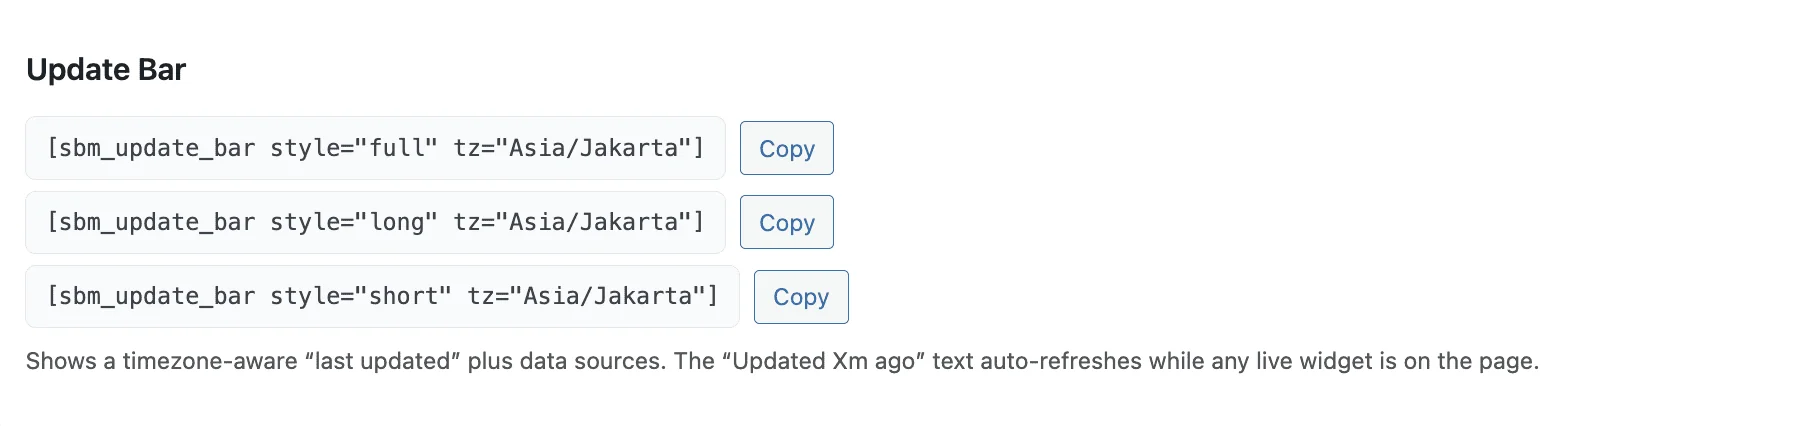 Update Bar
[sbm_update_bar style="full" tz="Asia/Jakarta"] Copy
[sbm_update_bar style="long" tz="Asia/Jakarta"] Copy
[sbm_update_bar style="short" tz="Asia/Jakarta"] Copy
Shows a timezone-aware “last updated” plus data sources. The “Updated Xm ago” text auto-refreshes while any live widget is on the page.